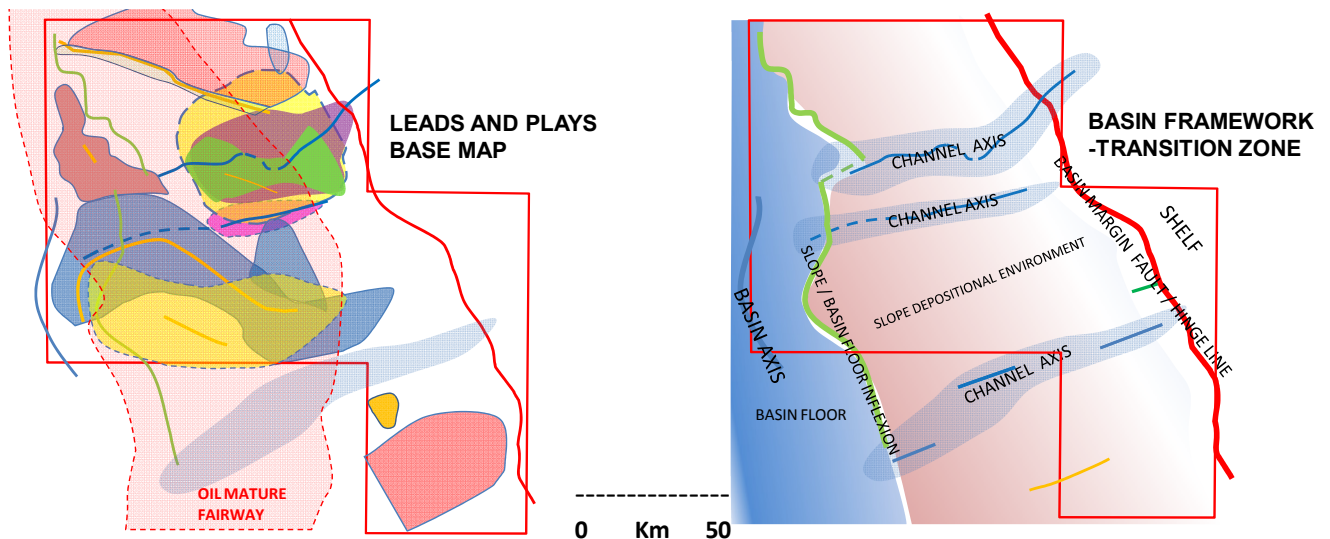 LEADS AND PLAYS
BASE MAP
OIL MATURE
FAIRWAY
0 Km 50
BASIN FRAMEWORK
-TRANSITION ZONE
CHANNEL AXIS
CHANNEL AXIS
BASIN MARGIN FAULT / HINGE LINE
SHELF
SLOPE DEPOSITIONAL ENVIRONMENT
SLOPE / BASIN FLOOR INFLEXION
BASIN AXIS
CHANNEL AXIS
BASIN FLOOR